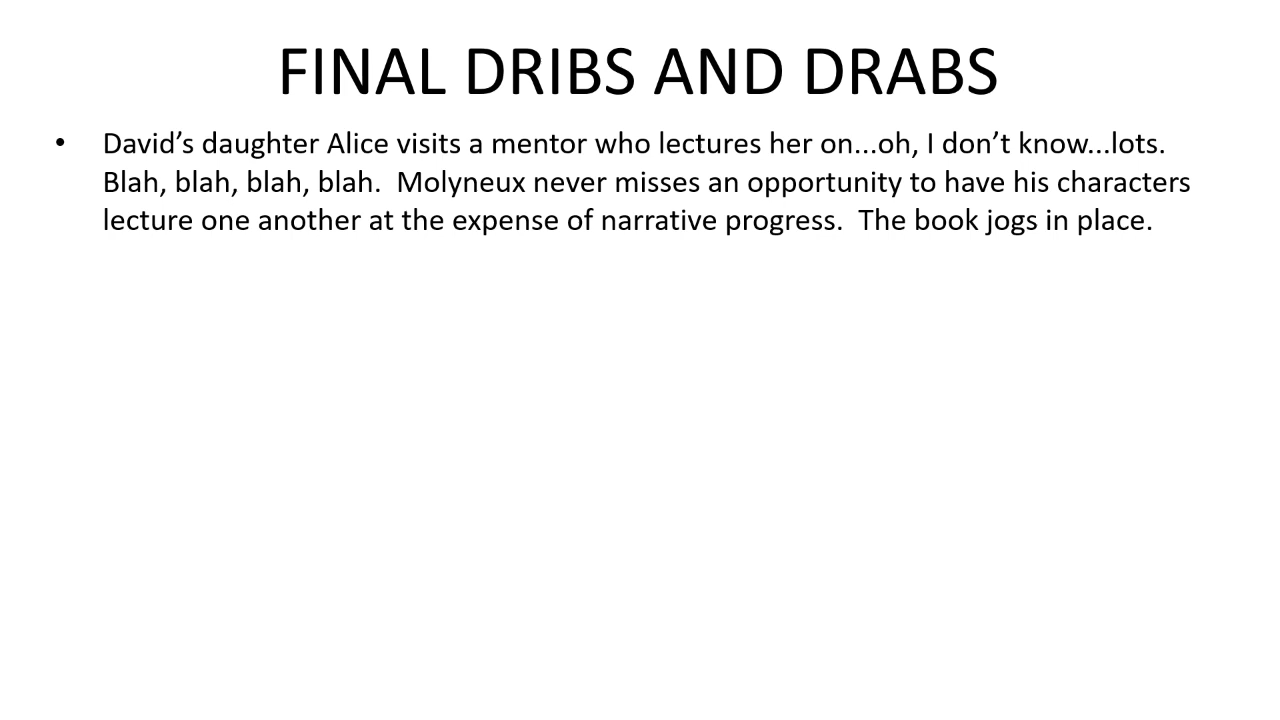 FINAL DRIBS AND DRABS
• David’s daughter Alice visits a mentor who lectures her on...oh, I don’t know...lots.
Blah, blah, blah, blah.  Molyneux never misses an opportunity to have his characters
lecture one another at the expense of narrative progress.  The book jogs in place.